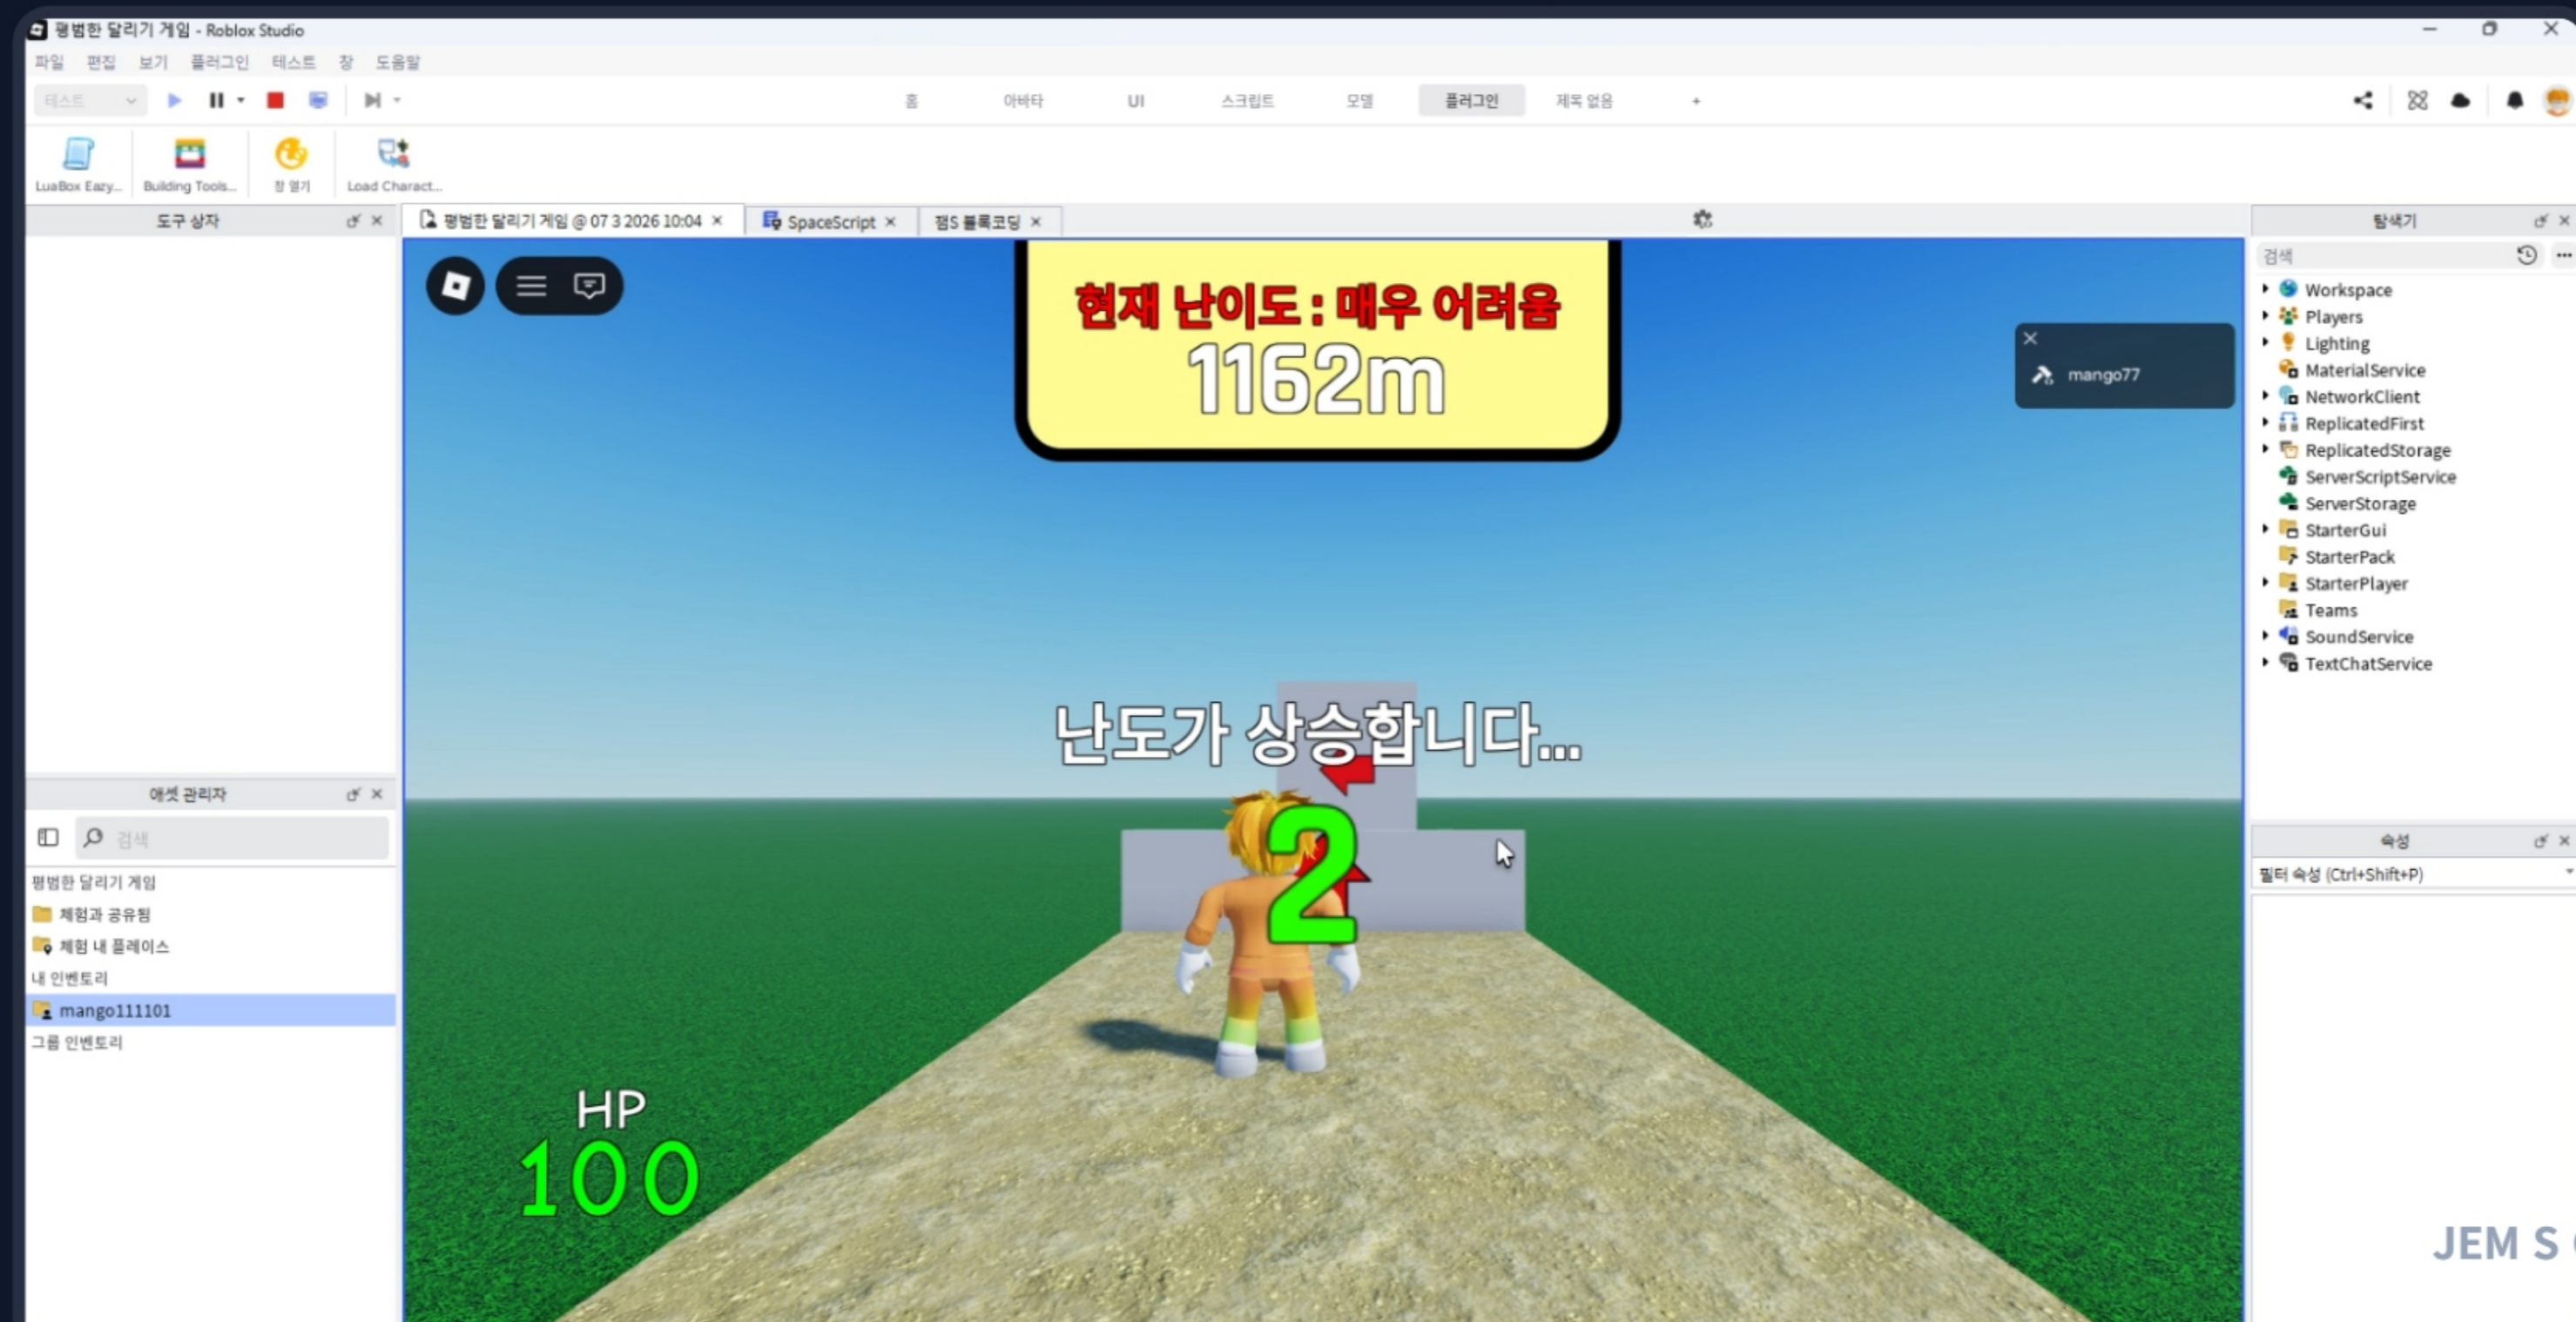 평범한 달리기 게임 - Roblox Studio
파일 편집 보기 플러그인 테스트 창 도움말
테스트
홈 아바타 UI 스크립트 모델 플러그인 제목 없음 +
LuaBox Eazy... Building Tools... 창 열기 Load Charact...
도구 상자
평범한 달리기 게임 @ 07 3 2026 10:04
SpaceScript
잼S 블록코딩
현재 난이도 : 매우 어려움
1162m
mango77
난도가 상승합니다...
2
HP
100
애셋 관리자
검색
평범한 달리기 게임
체험과 공유됨
체험 내 플레이스
내 인벤토리
mango111101
그룹 인벤토리
탐색기
검색
Workspace
Players
Lighting
MaterialService
NetworkClient
ReplicatedFirst
ReplicatedStorage
ServerScriptService
ServerStorage
StarterGui
StarterPack
StarterPlayer
Teams
SoundService
TextChatService
속성
필터 속성 (Ctrl+Shift+P)
JEM S